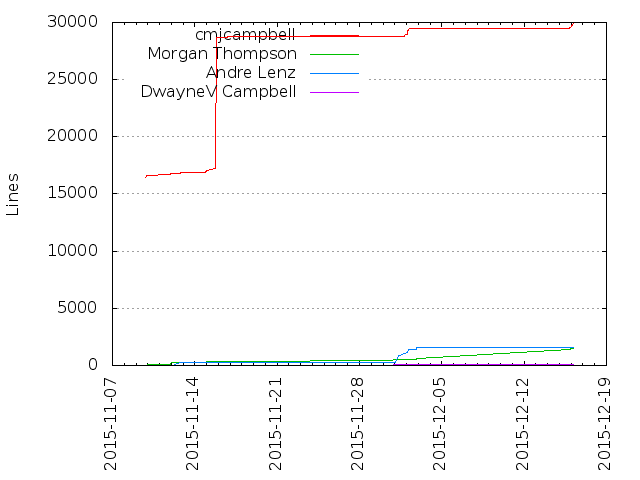 30000
25000
20000
15000
10000
5000
0
Lines
cmjcampbell
Morgan Thompson
Andre Lenz
DwayneV Campbell
2015-11-07
2015-11-14
2015-11-21
2015-11-28
2015-12-05
2015-12-12
2015-12-19